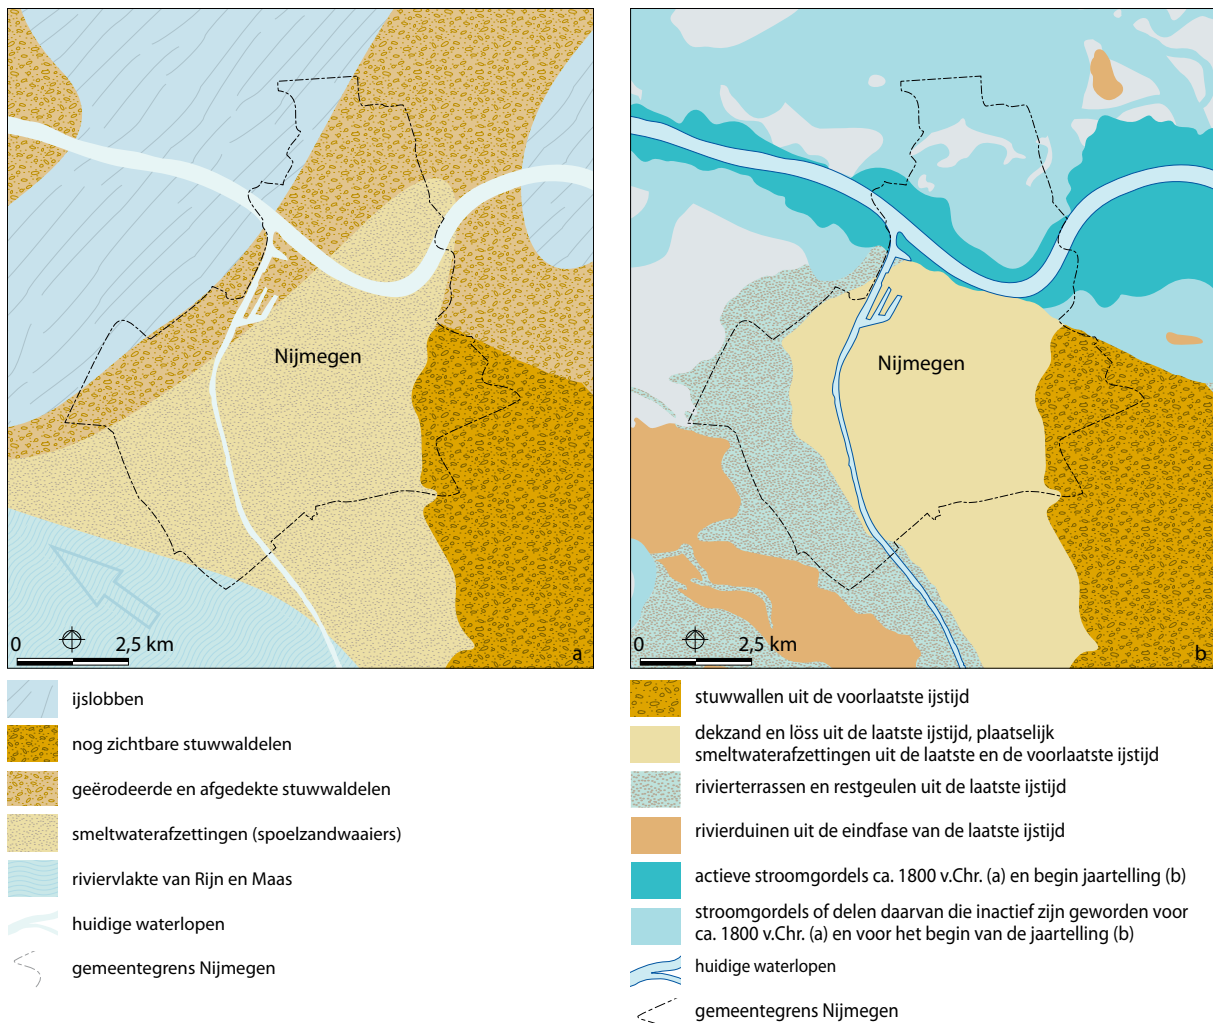 Nijmegen
0 2,5 km
a
ijslobben
nog zichtbare stuwwaldelen
geërodeerde en afgedekte stuwwaldelen
smeltwaterafzettingen (spoelzandwaaiers)
riviervlakte van Rijn en Maas
huidige waterlopen
gemeentegrens Nijmegen
Nijmegen
0 2,5 km
b
stuwwallen uit de voorlaatste ijstijd
dekzand en löss uit de laatste ijstijd, plaatselijk
smeltwaterafzettingen uit de laatste en de voorlaatste ijstijd
rivierterrassen en restgeulen uit de laatste ijstijd
rivierduinen uit de eindfase van de laatste ijstijd
actieve stroomgordels ca. 1800 v.Chr. (a) en begin jaartelling (b)
stroomgordels of delen daarvan die inactief zijn geworden voor
ca. 1800 v.Chr. (a) en voor het begin van de jaartelling (b)
huidige waterlopen
gemeentegrens Nijmegen